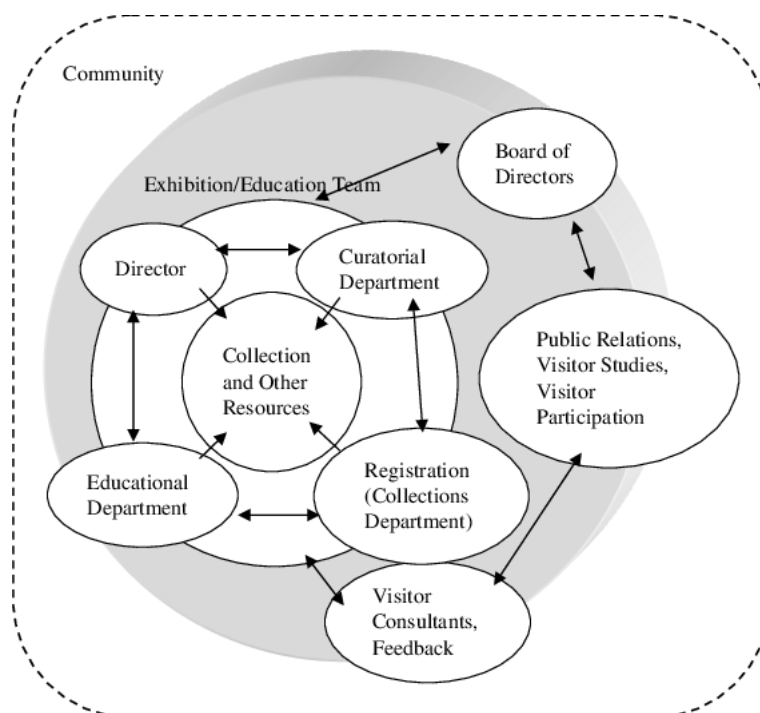 Community
Board of
Directors
Exhibition/Education Team
Director
Curatorial
Department
Collection
and Other
Resources
Public Relations,
Visitor Studies,
Visitor
Participation
Educational
Department
Registration
(Collections
Department)
Visitor
Consultants,
Feedback